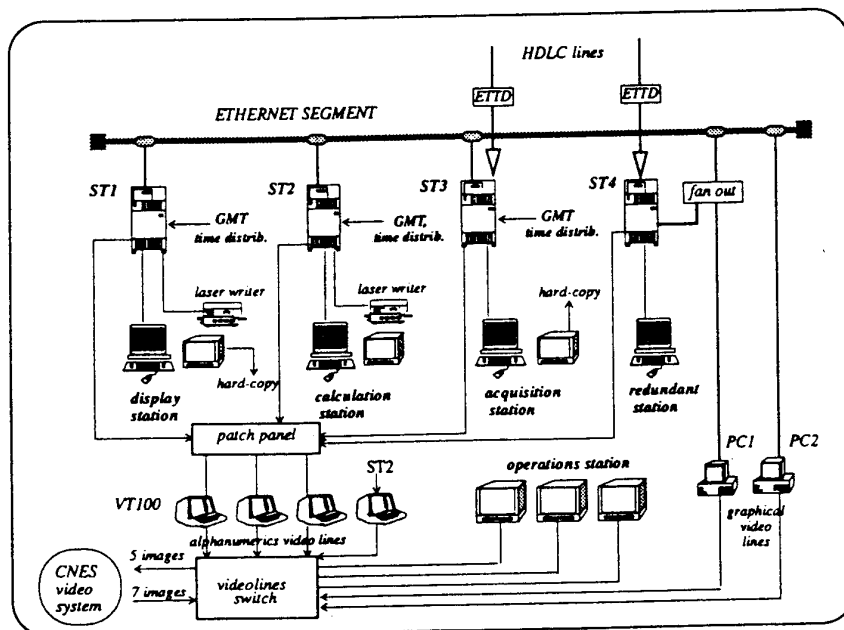 HDLC lines
ETTD
ETTD
ETHERNET SEGMENT
ST1
ST2
ST3
ST4
fan out
GMT
time distrib.
GMT,
time distrib.
GMT
time distrib.
laser writer
laser writer
hard-copy
display
station
hard-copy
calculation
station
acquisition
station
redundant
station
patch panel
PC1
PC2
ST2
operations station
VT100
alphanumerics video lines
graphical
video
lines
CNES
video
system
5 images
7 images
videolines
switch